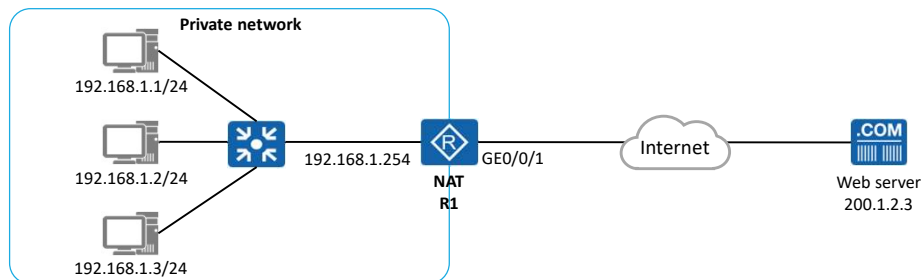 Private network
192.168.1.1/24
192.168.1.2/24
192.168.1.3/24
192.168.1.254
R
GE0/0/1
NAT
R1
Internet
.COM
Web server
200.1.2.3